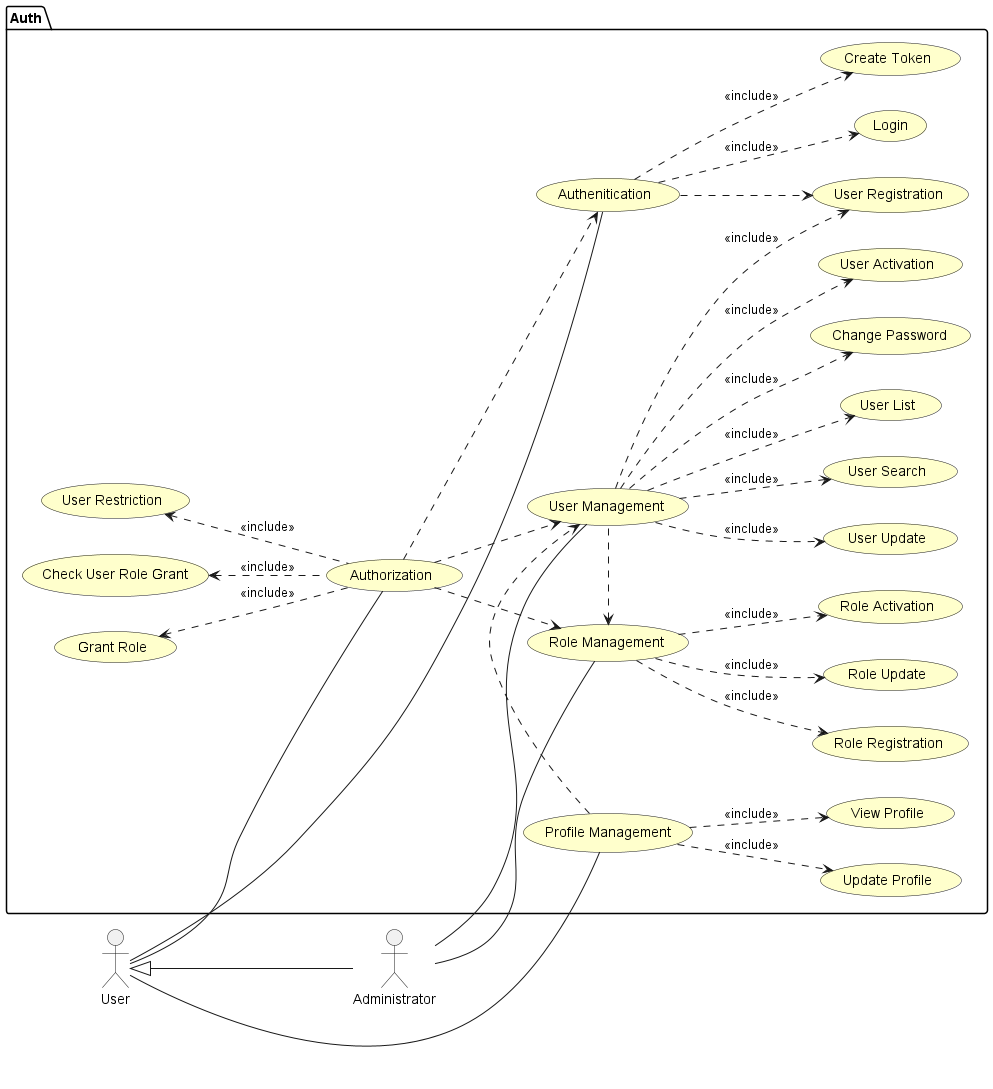 Auth
Create Token
«include»
Login
«include»
Authenitication
User Registration
«include»
User Activation
«include»
Change Password
«include»
User List
«include»
User Search
«include»
User Restriction
User Management
«include»
«include»
User Update
Check User Role Grant
«include»
Authorization
«include»
Role Activation
«include»
Grant Role
Role Management
«include»
Role Update
«include»
Role Registration
«include»
View Profile
Profile Management
«include»
Update Profile
User
Administrator